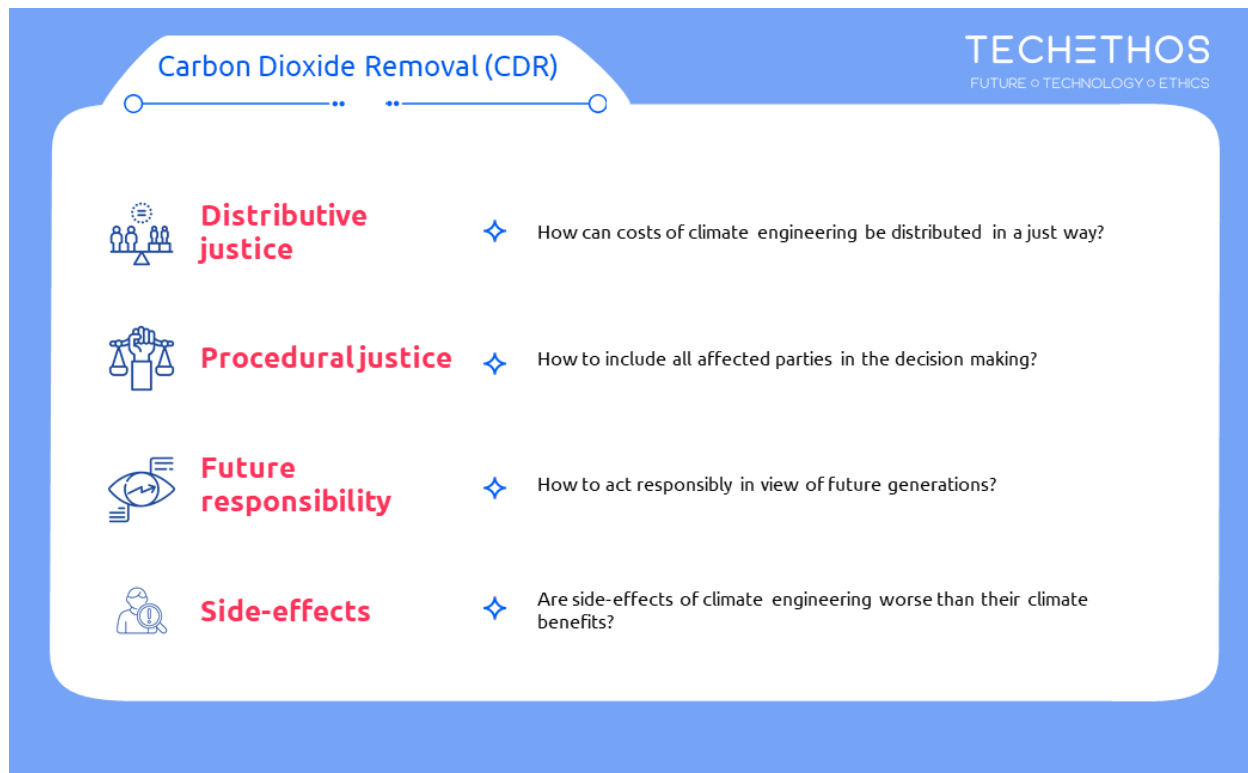 Carbon Dioxide Removal (CDR)
TECHETHOS
FUTURE ○ TECHNOLOGY ○ ETHICS
Distributive
justice
How can costs of climate engineering be distributed in a just way?
Procedural justice
How to include all affected parties in the decision making?
Future
responsibility
How to act responsibly in view of future generations?
Side-effects
Are side-effects of climate engineering worse than their climate
benefits?